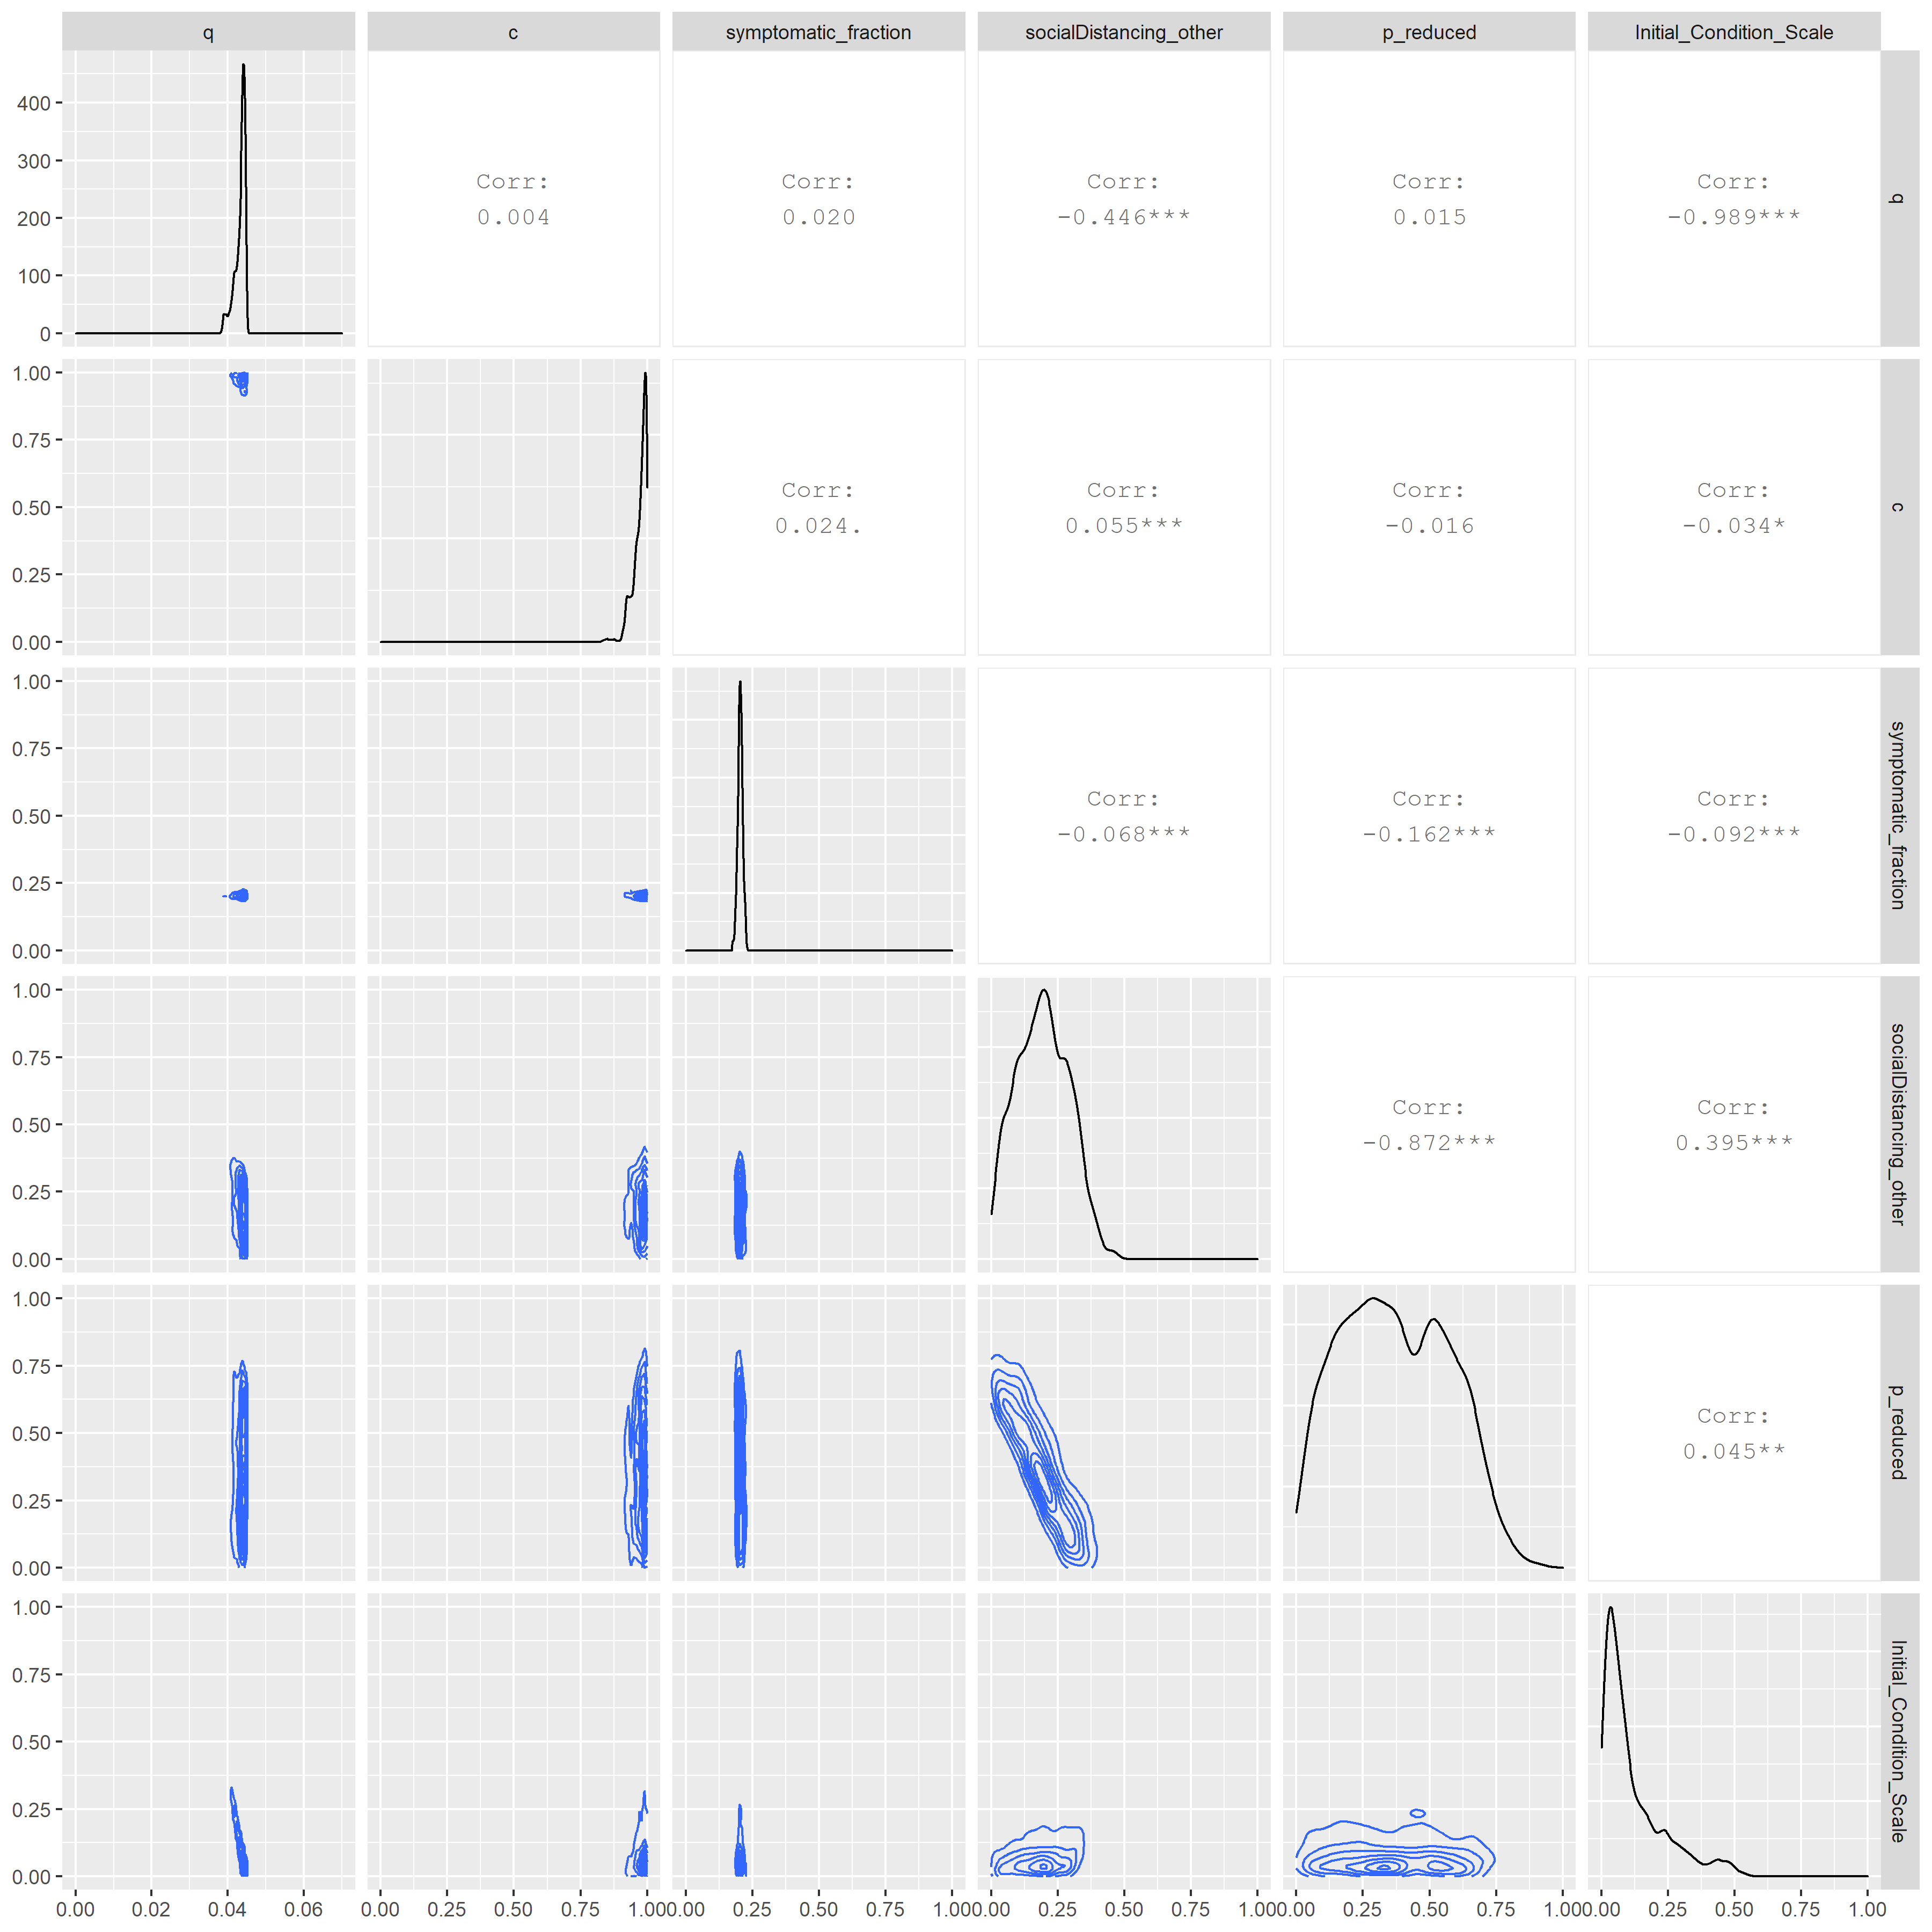 q c symptomatic_fraction socialDistancing_other p_reduced Initial_Condition_Scale
400
300
200
100
0
Corr:
0.004
Corr:
0.020
Corr:
-0.446***
Corr:
0.015
Corr:
-0.989***
q
1.00
0.75
0.50
0.25
0.00
Corr:
0.024.
Corr:
0.055***
Corr:
-0.016
Corr:
-0.034*
c
1.00
0.75
0.50
0.25
0.00
Corr:
-0.068***
Corr:
-0.162***
Corr:
-0.092***
symptomatic_fraction
1.00
0.75
0.50
0.25
0.00
Corr:
-0.872***
Corr:
0.395***
socialDistancing_other
1.00
0.75
0.50
0.25
0.00
Corr:
0.045**
p_reduced
1.00
0.75
0.50
0.25
0.00
Initial_Condition_Scale
0.00 0.02 0.04 0.06 0.00 0.25 0.50 0.75 1.00 0.00 0.25 0.50 0.75 1.00 0.00 0.25 0.50 0.75 1.00 0.00 0.25 0.50 0.75 1.00 0.00 0.25 0.50 0.75 1.00